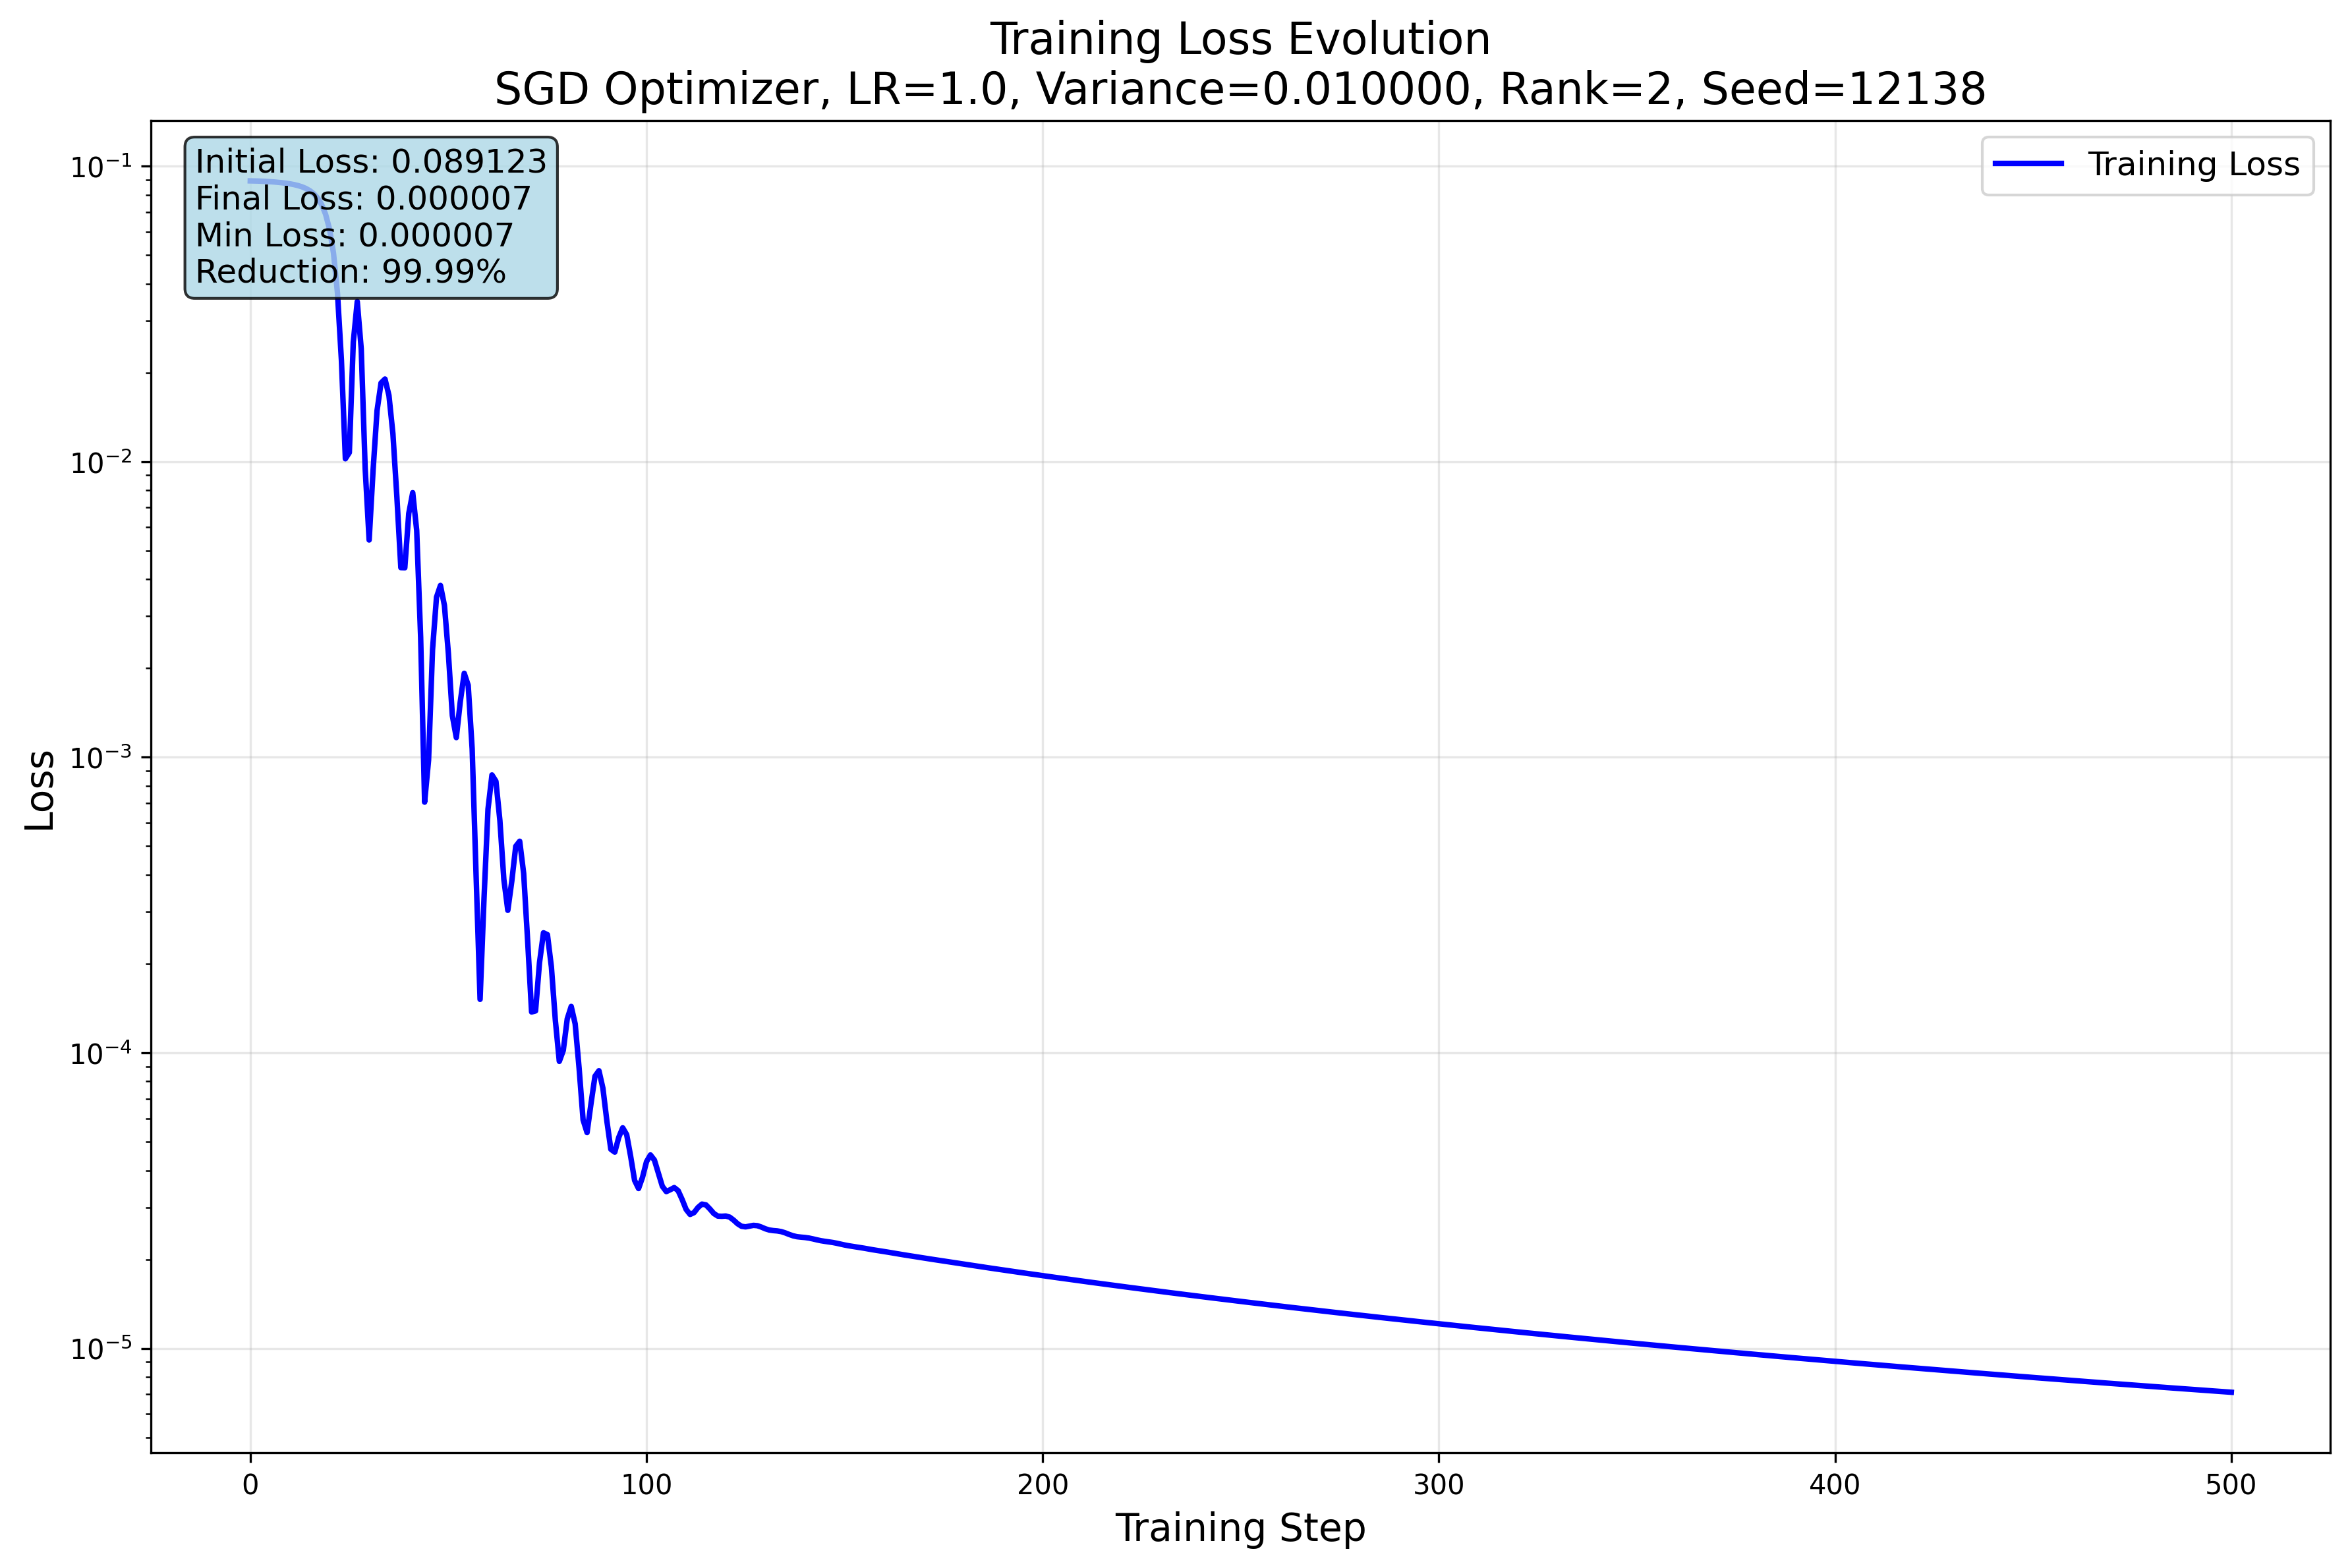 Training Loss Evolution
SGD Optimizer, LR=1.0, Variance=0.010000, Rank=2, Seed=12138
Initial Loss: 0.089123
Final Loss: 0.000007
Min Loss: 0.000007
Reduction: 99.99%
Training Loss
10⁻¹
10⁻²
10⁻³
10⁻⁴
10⁻⁵
Loss
0 100 200 300 400 500
Training Step